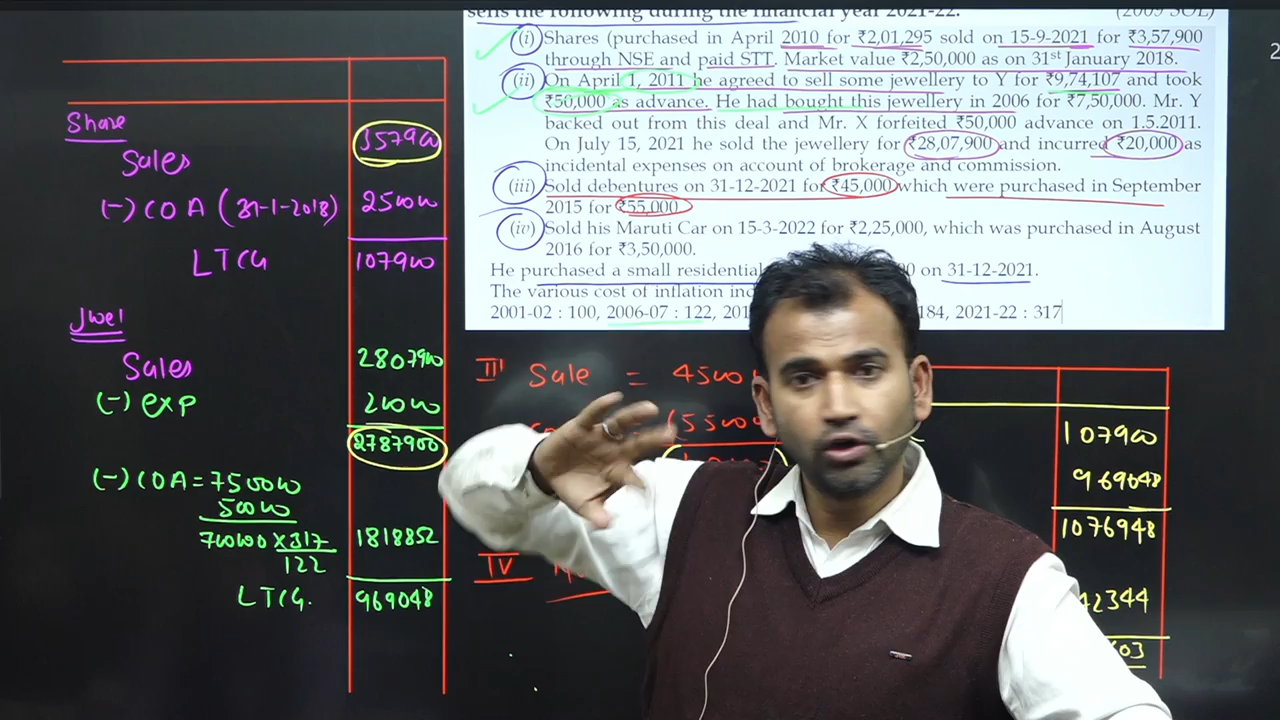 sells the following during the financial year 2021-22.
(2009 SOL)
(i) Shares (purchased in April 2010 for ₹2,01,295 sold on 15-9-2021 for ₹3,57,900
through NSE and paid STT. Market value ₹2,50,000 as on 31st January 2018.
(ii) On April 1, 2011 he agreed to sell some jewellery to Y for ₹9,74,107 and took
₹50,000 as advance. He had bought this jewellery in 2006 for ₹7,50,000. Mr. Y
backed out from this deal and Mr. X forfeited ₹50,000 advance on 1.5.2011.
On July 15, 2021 he sold the jewellery for ₹28,07,900 and incurred ₹20,000 as
incidental expenses on account of brokerage and commission.
(iii) Sold debentures on 31-12-2021 for ₹45,000 which were purchased in September
2015 for ₹55,000.
(iv) Sold his Maruti Car on 15-3-2022 for ₹2,25,000, which was purchased in August
2016 for ₹3,50,000.
He purchased a small residential on 31-12-2021.
The various cost of inflation
2001-02 : 100, 2006-07 : 122, 184, 2021-22 : 317
2
Share
Sales 357900
(-) COA (31-1-2018) 250000
LTCG 107900
Jwel
Sales 2807900
(-) exp 20000
2787900
(-) COA = 750000
50000
700000 × 317 1818852
122
LTCG. 969048
III Sale =
IV
107900
969048
1076948